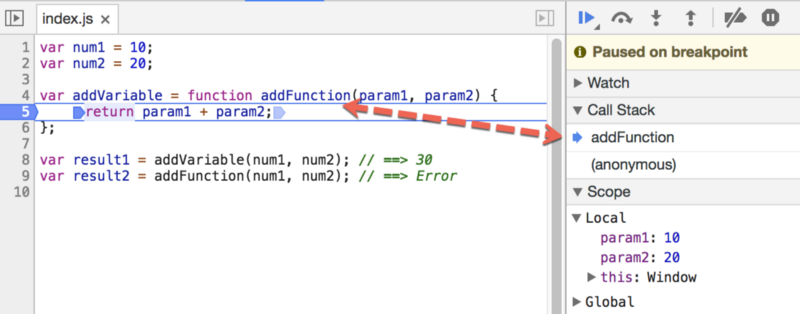 index.js ×
1 var num1 = 10;
2 var num2 = 20;
3
4 var addVariable = function addFunction(param1, param2) {
5 return param1 + param2;
6 };
7
8 var result1 = addVariable(num1, num2); // ==> 30
9 var result2 = addFunction(num1, num2); // ==> Error
10
Paused on breakpoint
Watch
Call Stack
addFunction
(anonymous)
Scope
Local
param1: 10
param2: 20
this: Window
Global